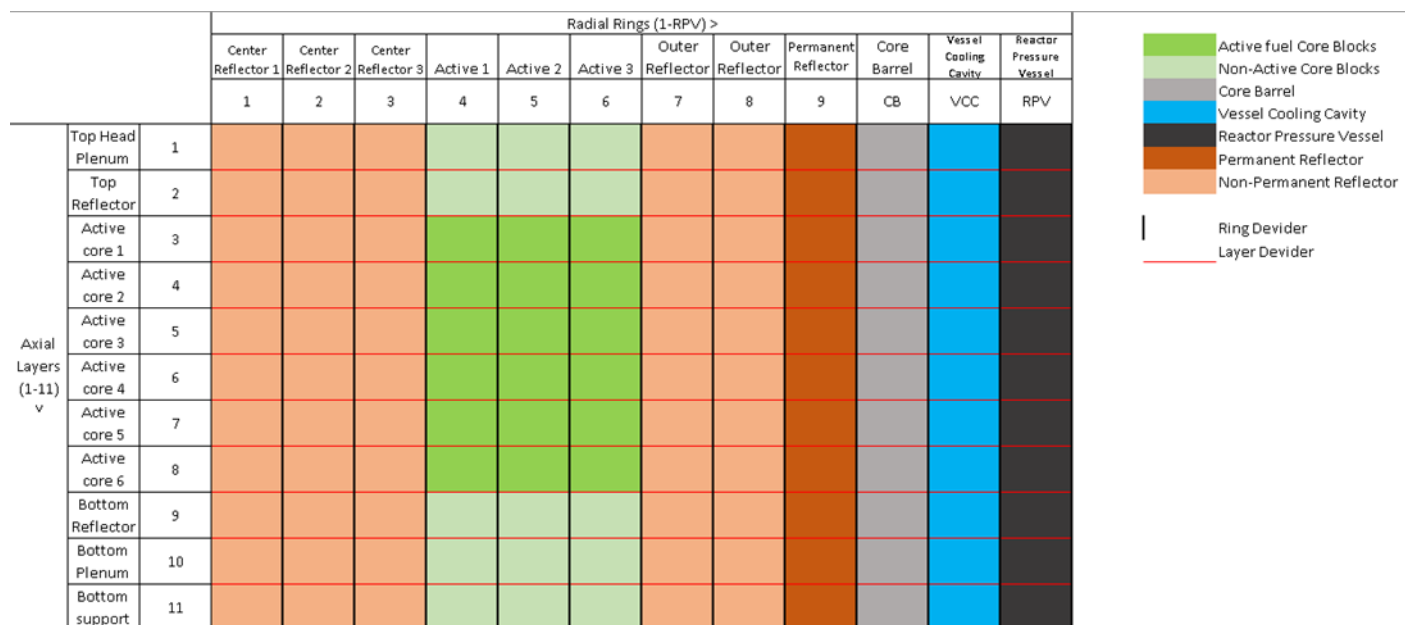 Radial Rings (1-RPV) >
Center Reflector 1
Center Reflector 2
Center Reflector 3
Active 1
Active 2
Active 3
Outer Reflector
Outer Reflector
Permanent Reflector
Core Barrel
Vessel Cooling Cavity
Reactor Pressure Vessel
1 2 3 4 5 6 7 8 9 CB VCC RPV
Axial Layers (1-11) v
Top Head Plenum 1
Top Reflector 2
Active core 1 3
Active core 2 4
Active core 3 5
Active core 4 6
Active core 5 7
Active core 6 8
Bottom Reflector 9
Bottom Plenum 10
Bottom support 11
Active fuel Core Blocks
Non-Active Core Blocks
Core Barrel
Vessel Cooling Cavity
Reactor Pressure Vessel
Permanent Reflector
Non-Permanent Reflector
Ring Devider
Layer Devider